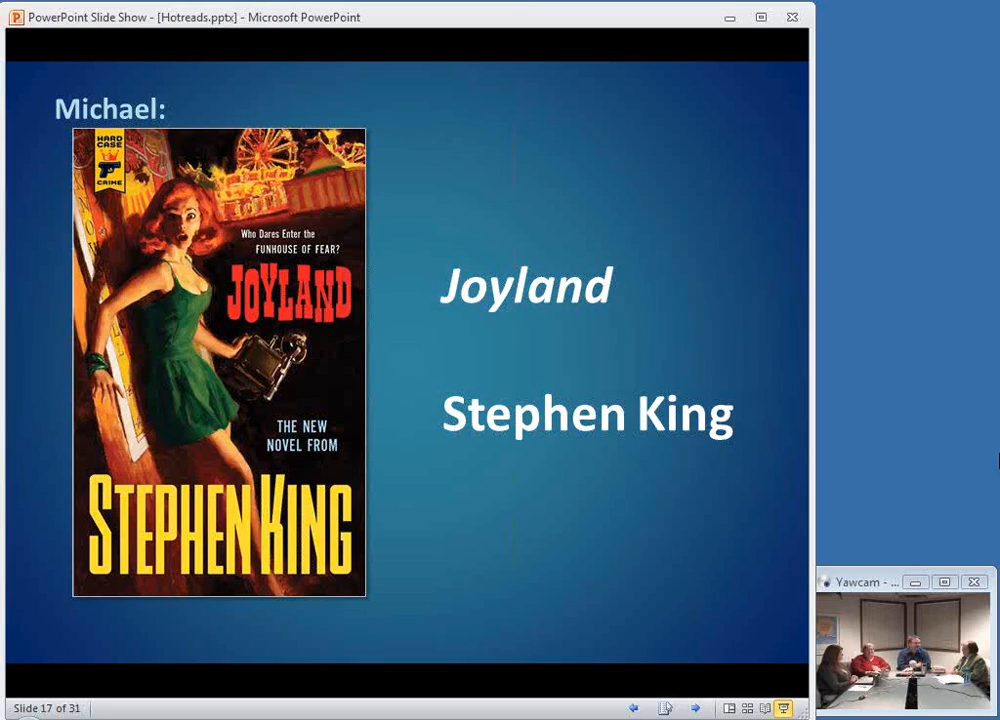 PowerPoint Slide Show - [Hotreads.pptx] - Microsoft PowerPoint
Michael:
HARD
CASE
CRIME
Who Dares Enter the
FUNHOUSE OF FEAR?
JOYLAND
THE NEW
NOVEL FROM
STEPHEN KING
Joyland
Stephen King
Yawcam - ...
Slide 17 of 31